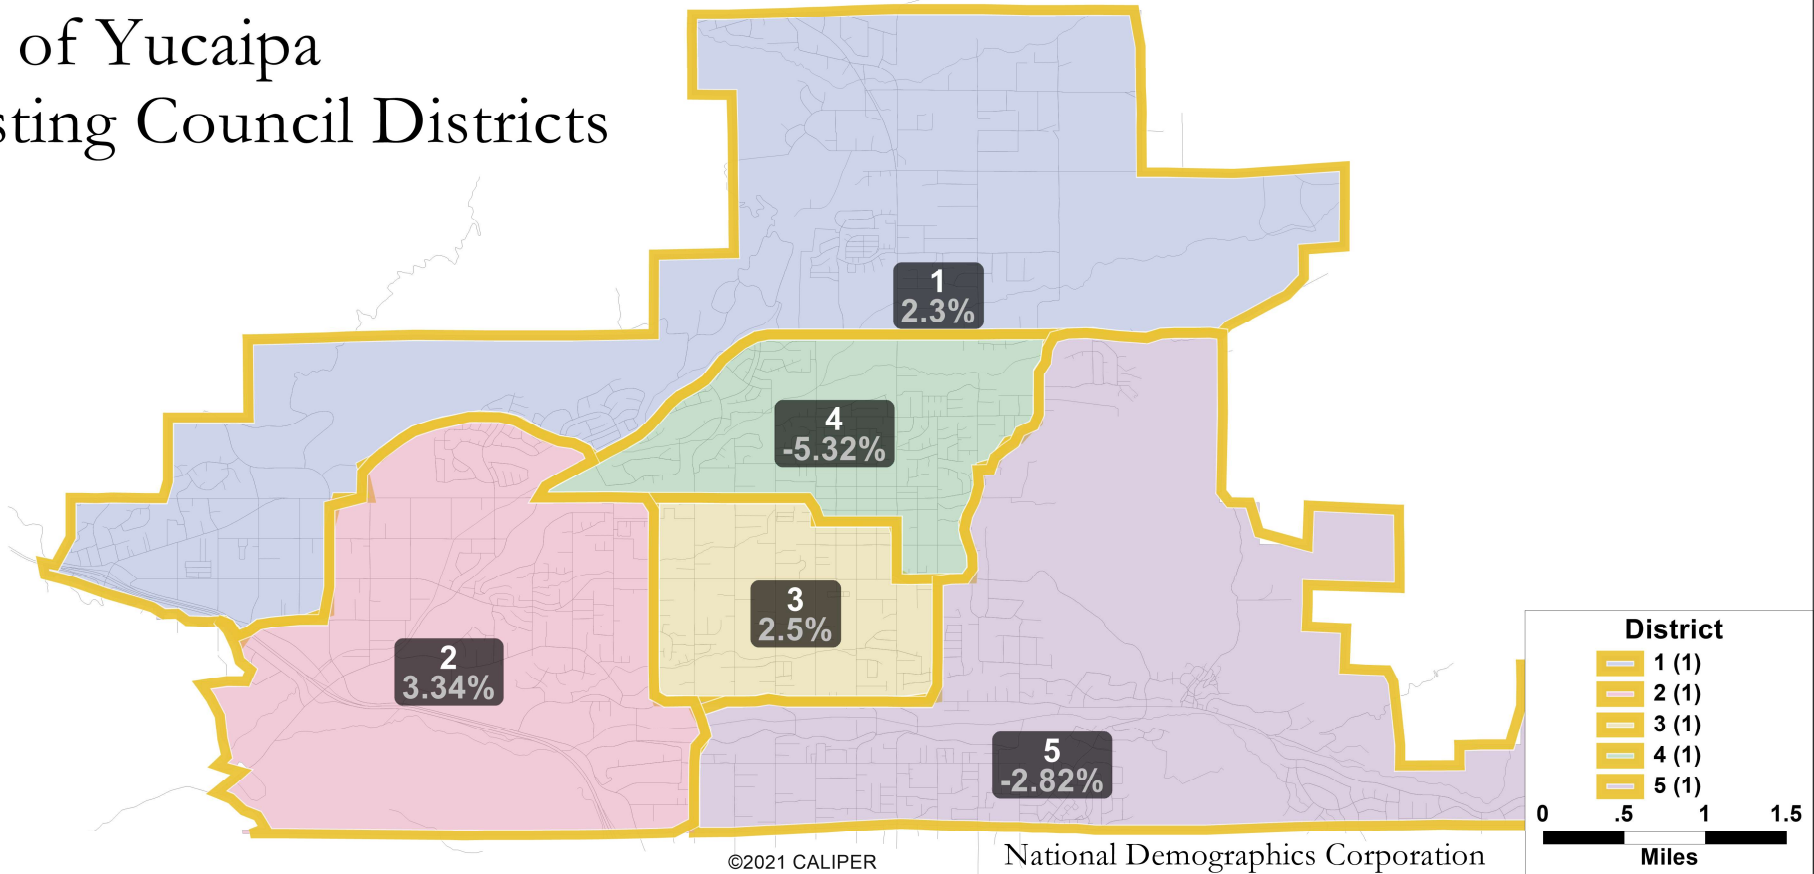 of Yucaipa
sting Council Districts
1
2.3%
4
-5.32%
3
2.5%
2
3.34%
5
-2.82%
District
1 (1)
2 (1)
3 (1)
4 (1)
5 (1)
0 .5 1 1.5
Miles
©2021 CALIPER
National Demographics Corporation